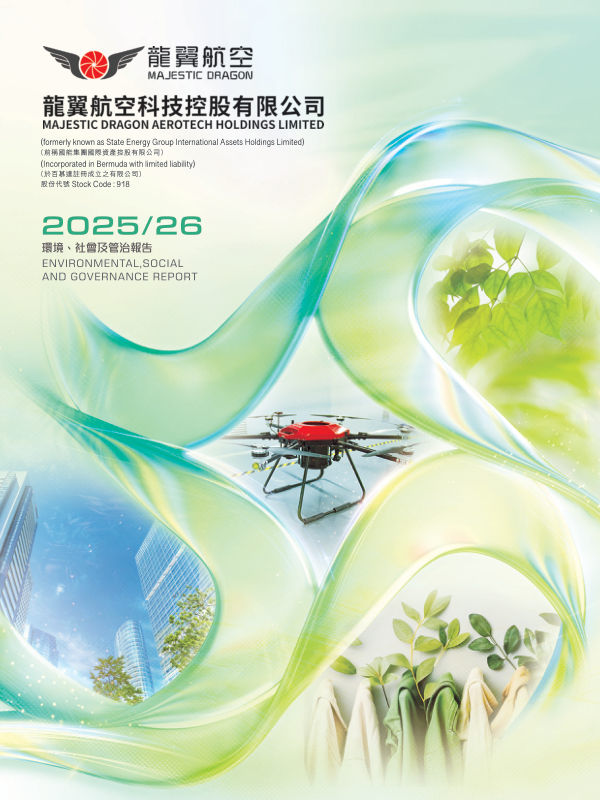 龍翼航空
MAJESTIC DRAGON
龍翼航空科技控股有限公司
MAJESTIC DRAGON AEROTECH HOLDINGS LIMITED
(formerly known as State Energy Group International Assets Holdings Limited)
(前稱國能集團國際資產控股有限公司)
(Incorporated in Bermuda with limited liability)
(於百慕達註冊成立之有限公司)
股份代號 Stock Code : 918
2025/26
環境、社會及管治報告
ENVIRONMENTAL,SOCIAL
AND GOVERNANCE REPORT